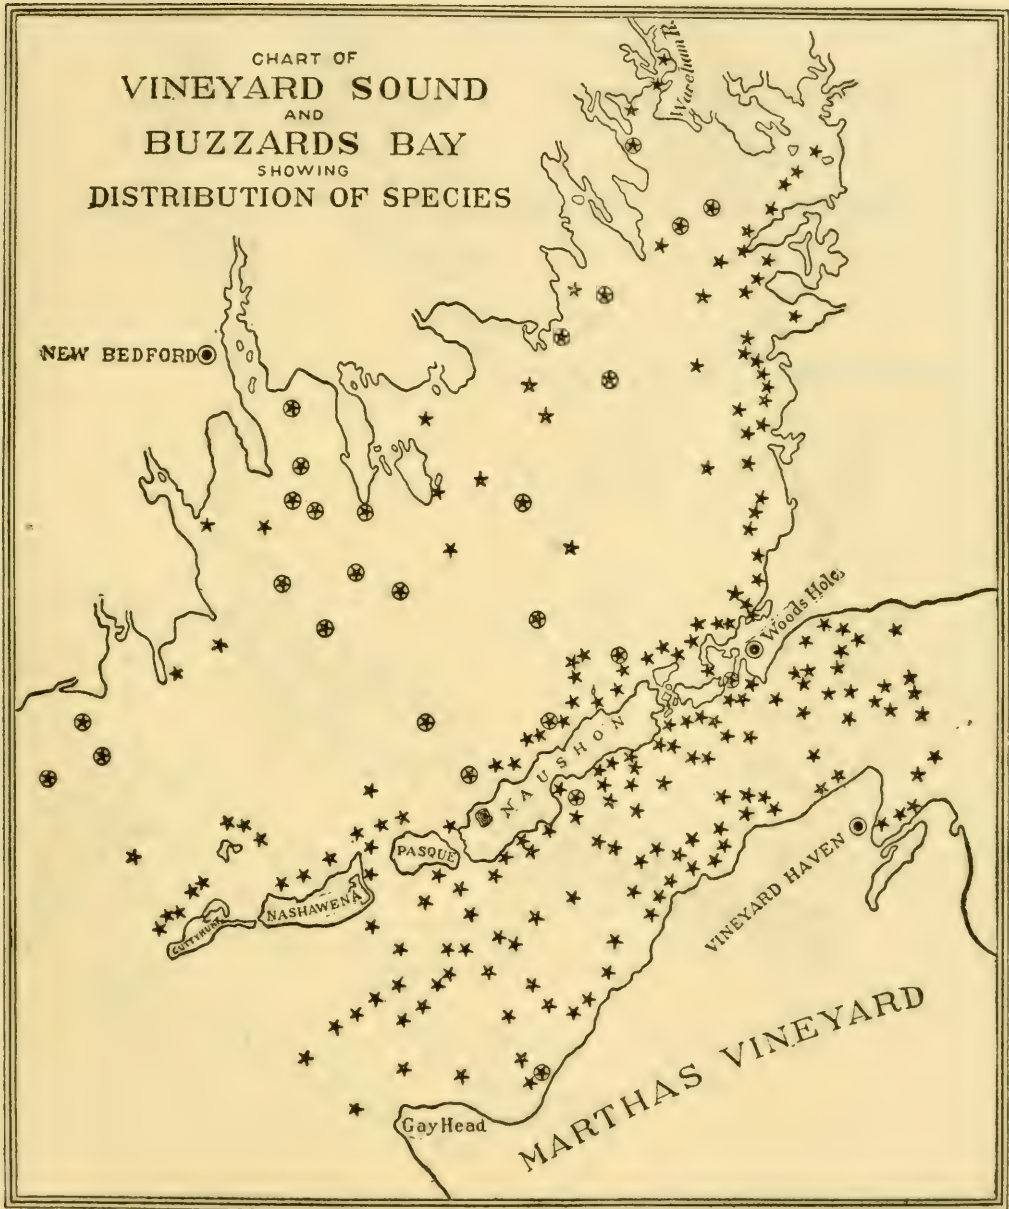 CHART OF
VINEYARD SOUND
AND
BUZZARDS BAY
SHOWING
DISTRIBUTION OF SPECIES
Wareham R.
NEW BEDFORD
Woods Hole
NAUSHON
PASQUE
NASHAWENA
CUTTYHUNK
VINEYARD HAVEN
MARTHAS VINEYARD
Gay Head